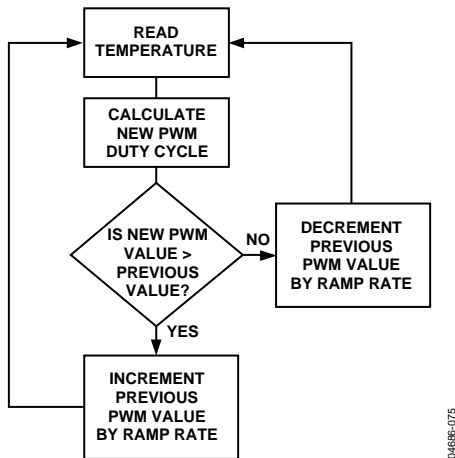 READ
TEMPERATURE
CALCULATE
NEW PWM
DUTY CYCLE
IS NEW PWM
VALUE >
PREVIOUS
VALUE?
NO
DECREMENT
PREVIOUS
PWM VALUE
BY RAMP RATE
YES
INCREMENT
PREVIOUS
PWM VALUE
BY RAMP RATE
04686-075